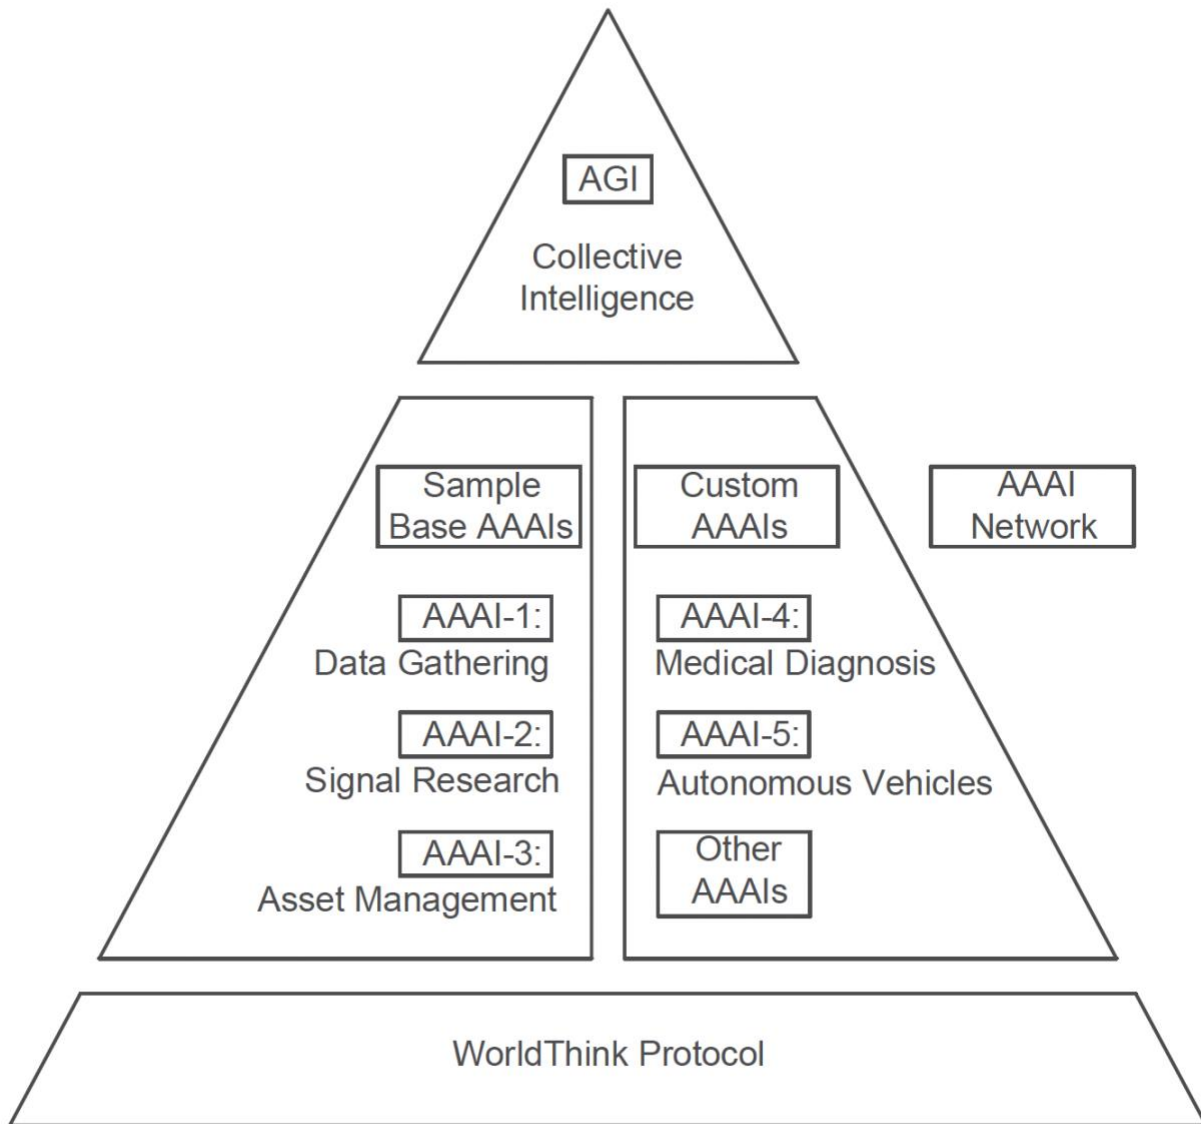 AGI
Collective
Intelligence
Sample
Base AAAIs
AAAI-1:
Data Gathering
AAAI-2:
Signal Research
AAAI-3:
Asset Management
Custom
AAAIs
AAAI-4:
Medical Diagnosis
AAAI-5:
Autonomous Vehicles
Other
AAAIs
AAAI
Network
WorldThink Protocol